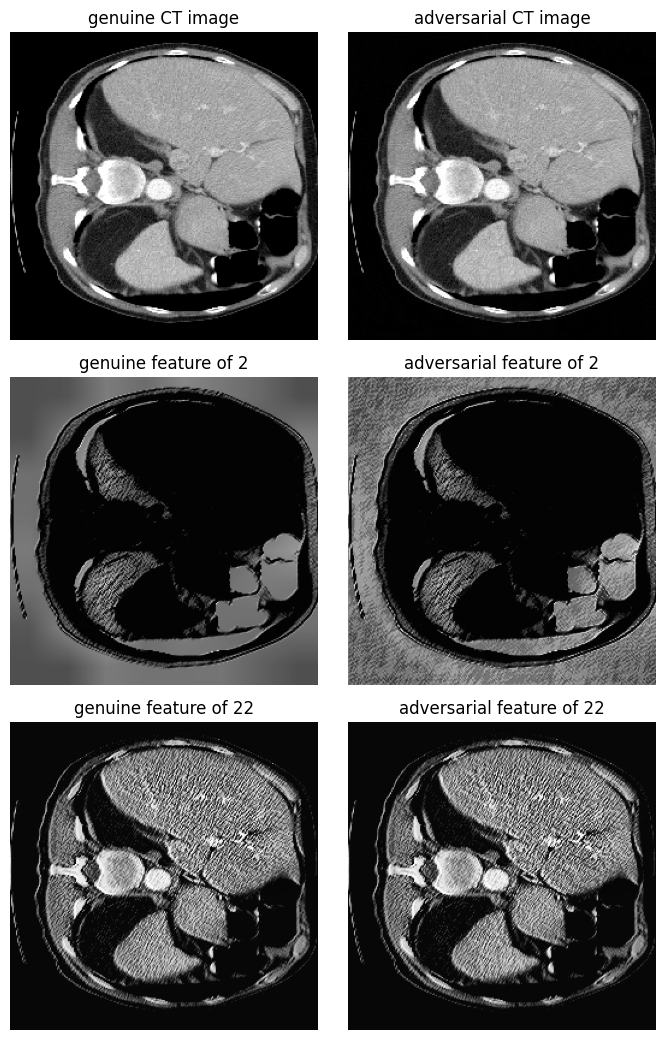 genuine CT image
adversarial CT image
genuine feature of 2
adversarial feature of 2
genuine feature of 22
adversarial feature of 22